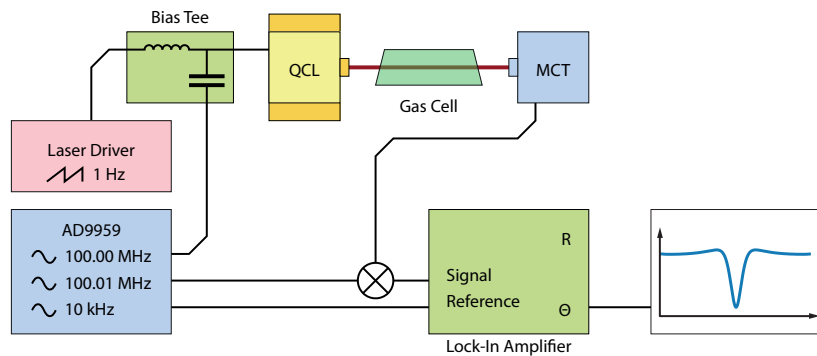 Bias Tee
QCL
MCT
Gas Cell
Laser Driver
1 Hz
AD9959
100.00 MHz
100.01 MHz
10 kHz
R
Signal
Reference
Θ
Lock-In Amplifier